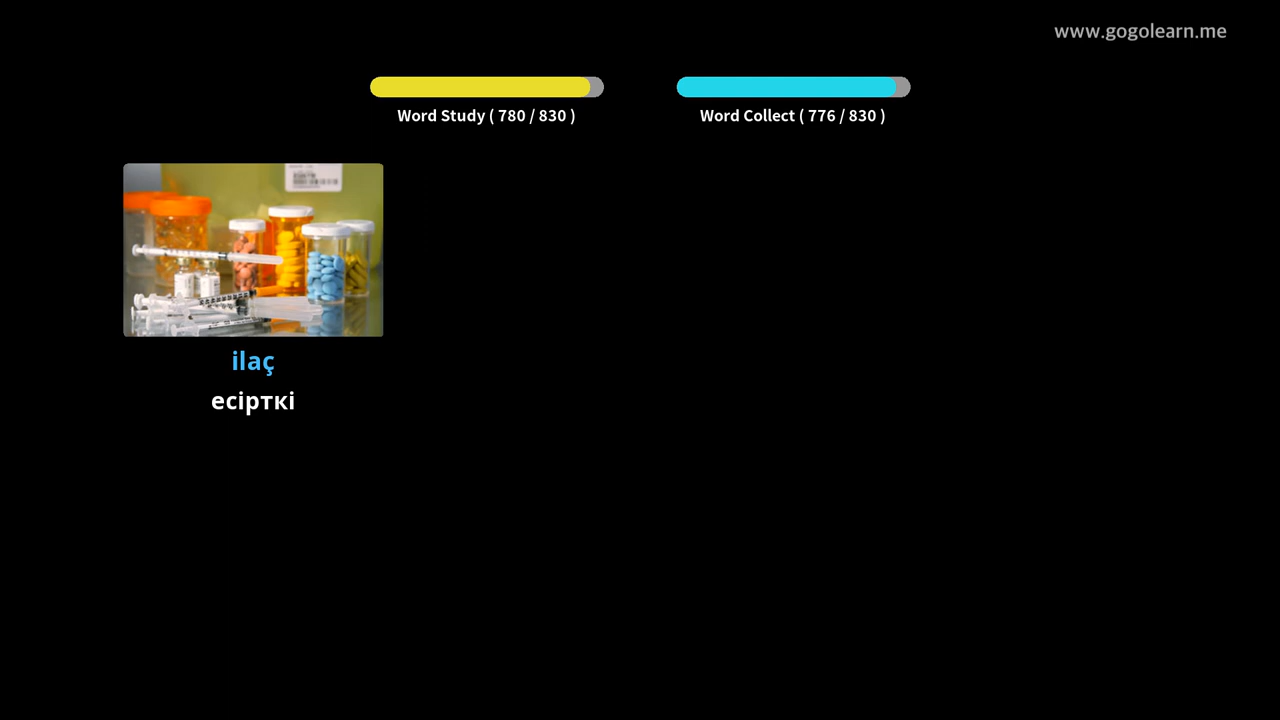 www.gogolearn.me
Word Study ( 780 / 830 )
Word Collect ( 776 / 830 )
ilaç
есірткі